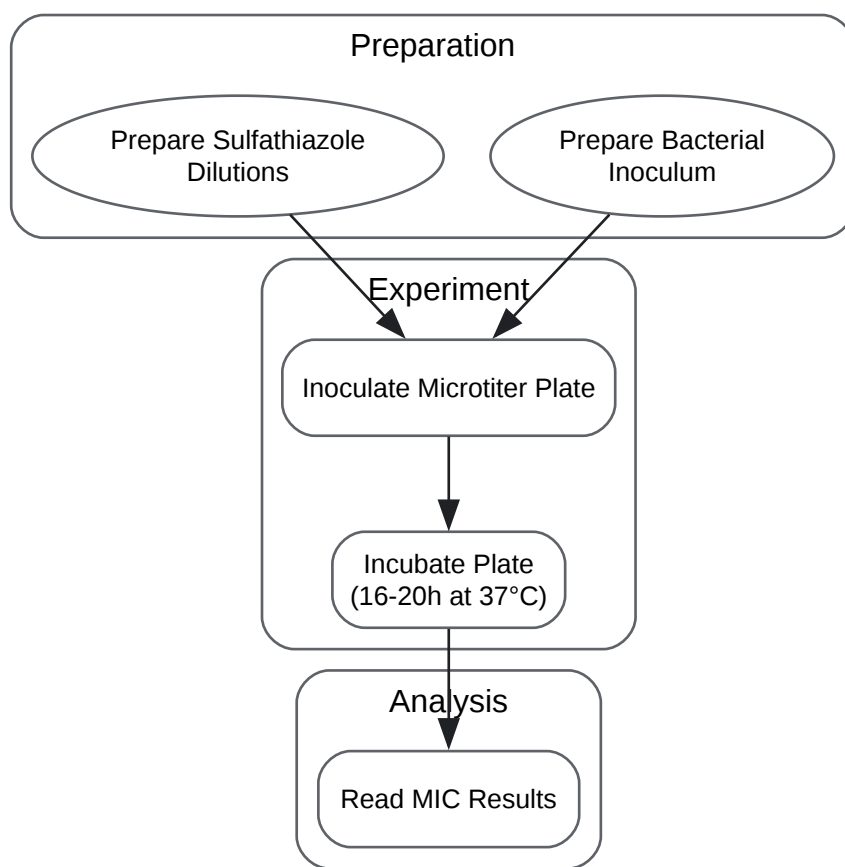 Preparation
Prepare Sulfathiazole
Dilutions
Prepare Bacterial
Inoculum
Experiment
Inoculate Microtiter Plate
Incubate Plate
(16-20h at 37°C)
Analysis
Read MIC Results